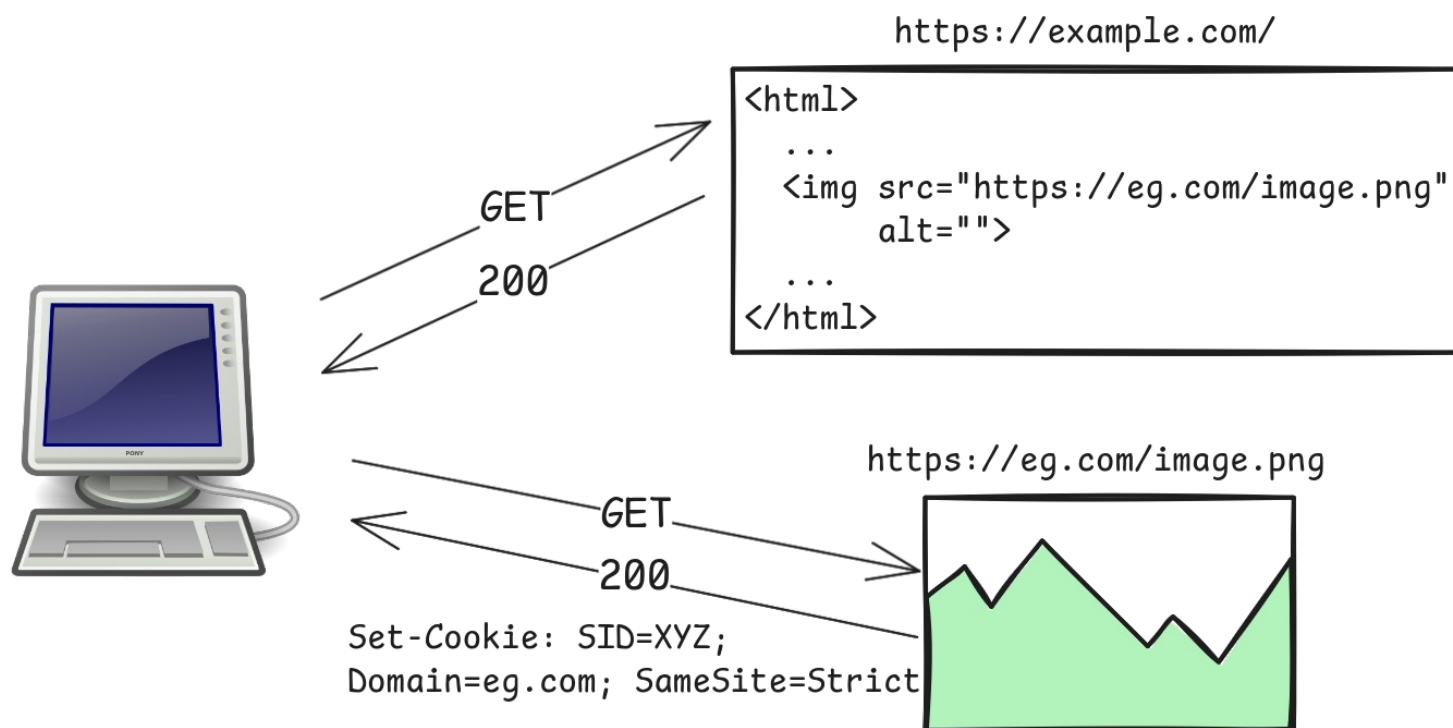 https://example.com/
<html>
...
<img src="https://eg.com/image.png"
alt="">
...
</html>
GET
200
PONY
https://eg.com/image.png
GET
200
Set-Cookie: SID=XYZ;
Domain=eg.com; SameSite=Strict